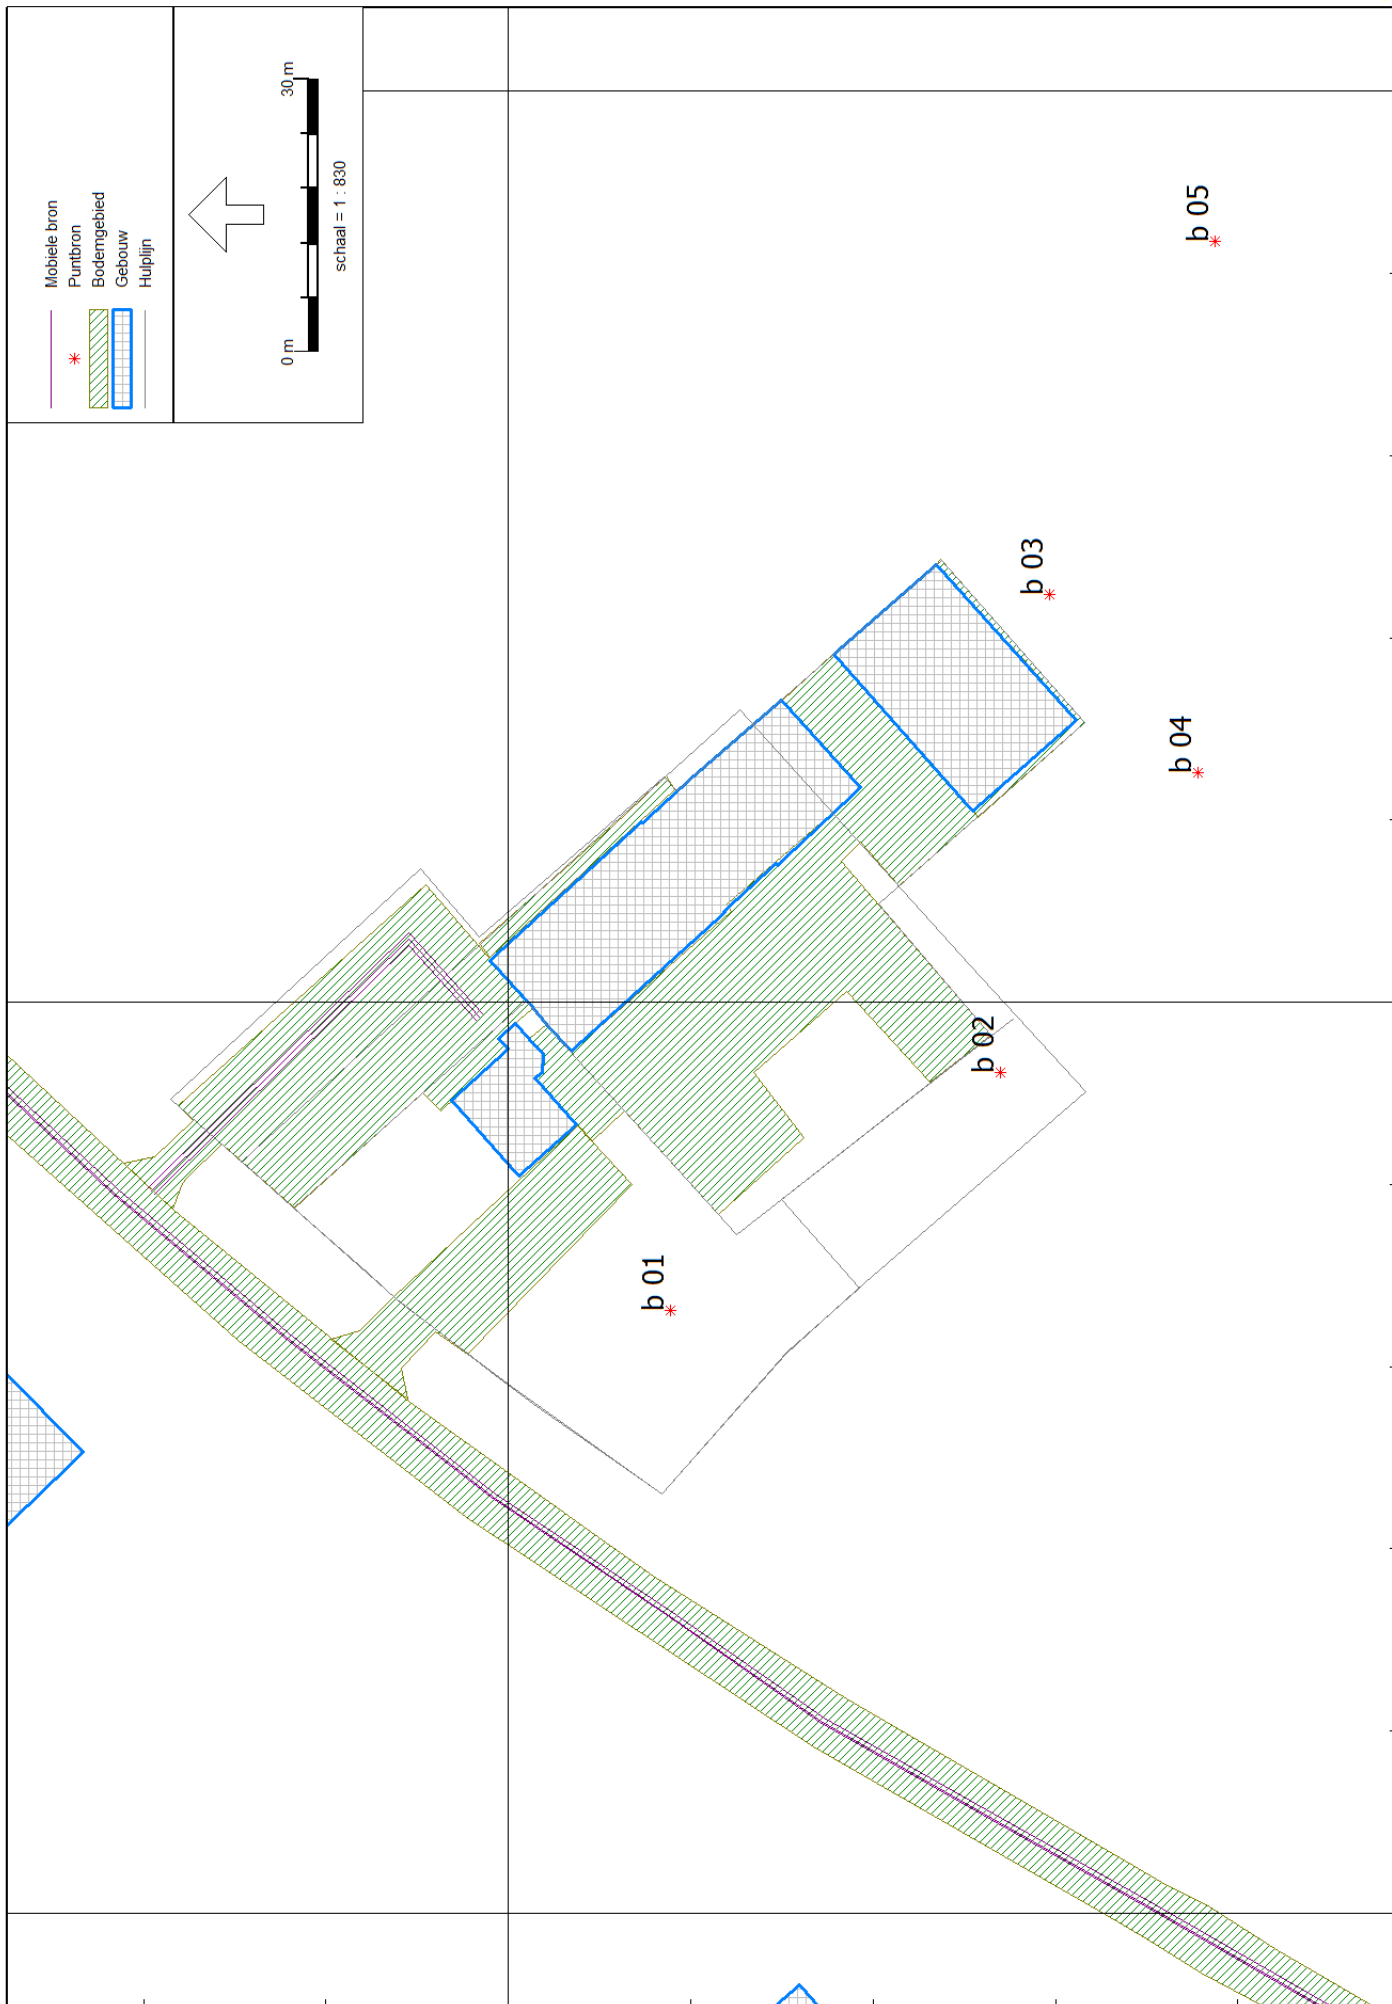 Mobiele bron
Puntbron
Bodemgebied
Gebouw
Hulplijn
0 m
30 m
schaal = 1 : 830
b 01
b 02
b 03
b 04
b 05